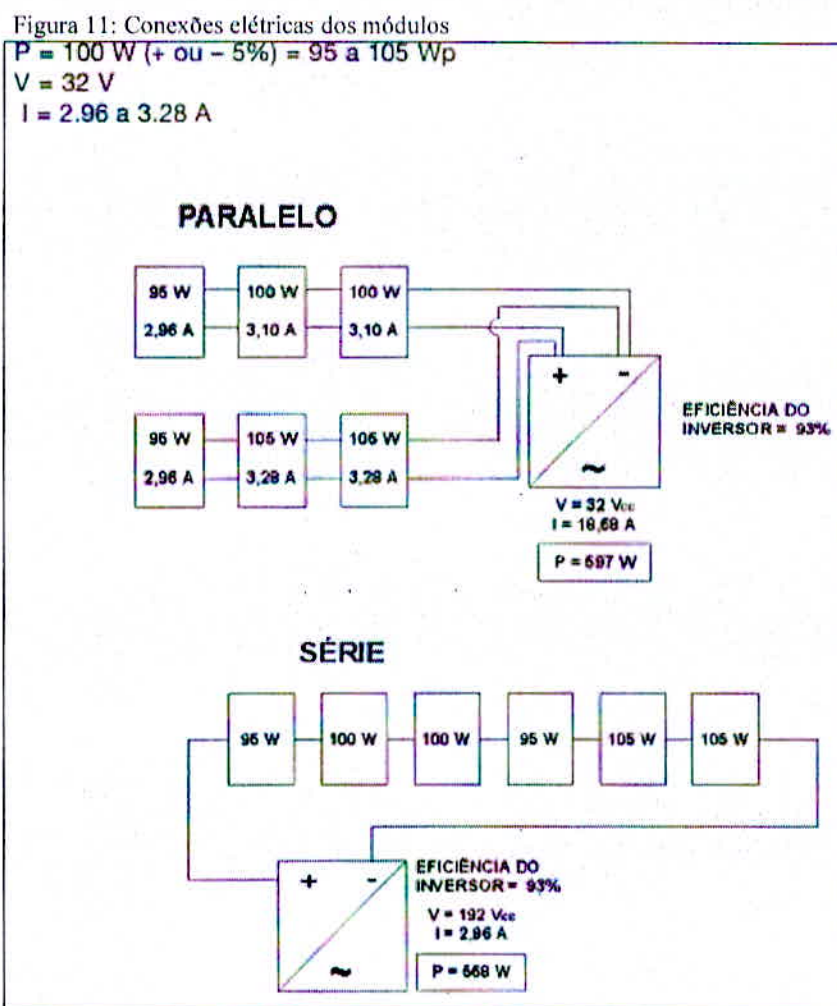 Figura 11: Conexões elétricas dos módulos
P = 100 W (+ ou – 5%) = 95 a 105 Wp
V = 32 V
I = 2.96 a 3.28 A
PARALELO
95 W 100 W 100 W
2,96 A 3,10 A 3,10 A
+ -
EFICIÊNCIA DO
INVERSOR = 93%
95 W 105 W 105 W
2,96 A 3,28 A 3,28 A
~
V = 32 Vcc
I = 18,68 A
P = 597 W
SÉRIE
95 W 100 W 100 W 95 W 105 W 105 W
+ -
EFICIÊNCIA DO
INVERSOR = 93%
V = 192 Vcc
I = 2,96 A
~
P = 568 W